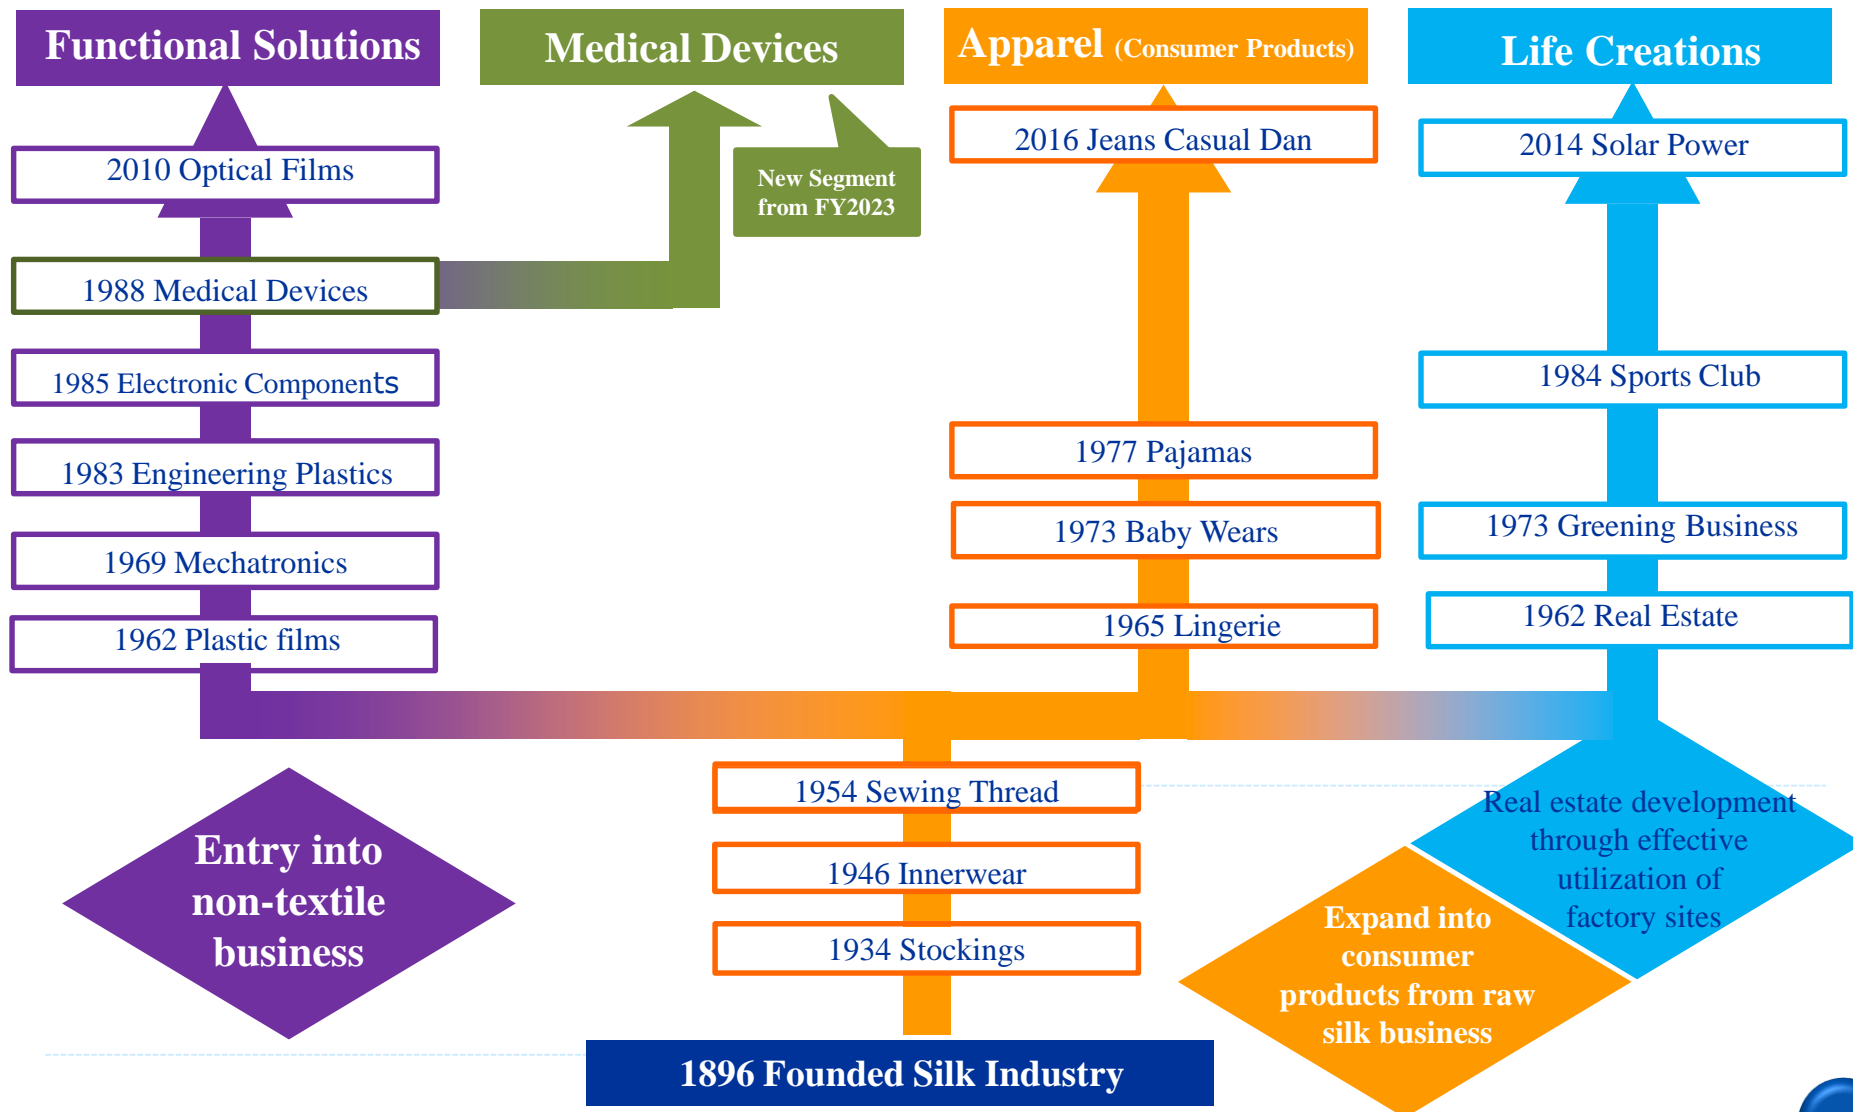 Functional Solutions
Medical Devices
Apparel (Consumer Products)
Life Creations
2010 Optical Films
1988 Medical Devices
1985 Electronic Components
1983 Engineering Plastics
1969 Mechatronics
1962 Plastic films
New Segment
from FY2023
2016 Jeans Casual Dan
1977 Pajamas
1973 Baby Wears
1965 Lingerie
2014 Solar Power
1984 Sports Club
1973 Greening Business
1962 Real Estate
1954 Sewing Thread
1946 Innerwear
1934 Stockings
Entry into
non-textile
business
Real estate development
through effective
utilization of
factory sites
Expand into
consumer
products from raw
silk business
1896 Founded Silk Industry